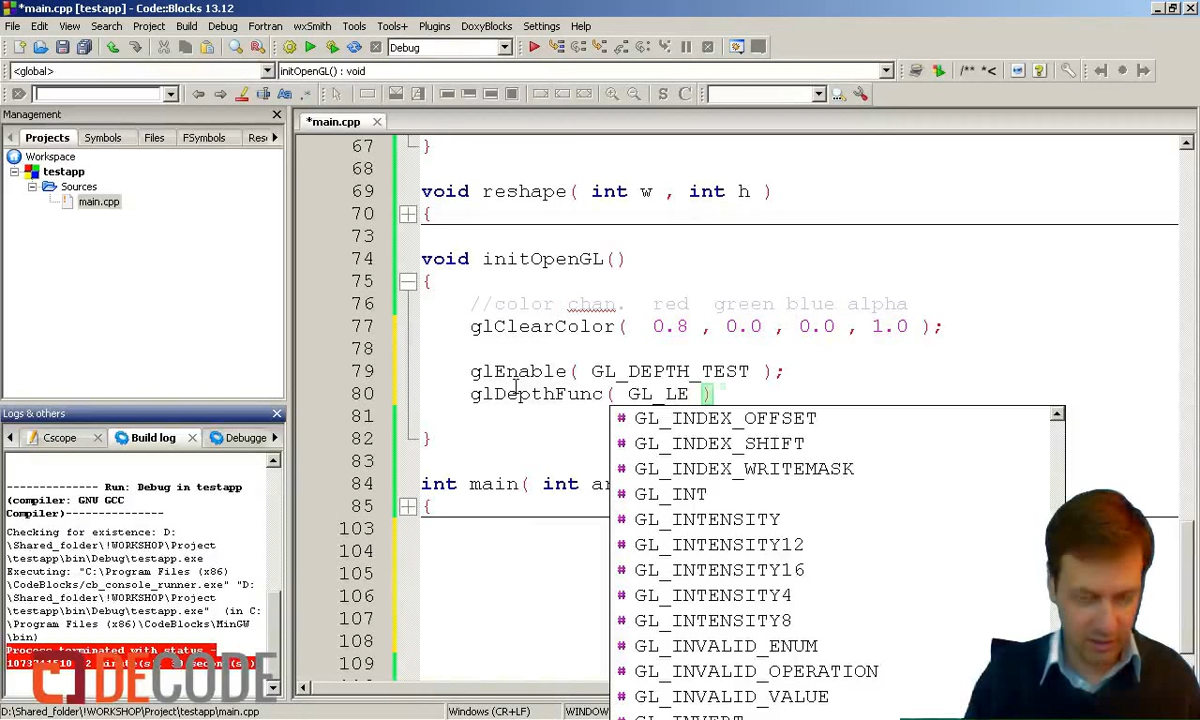 *main.cpp [testapp] - Code::Blocks 13.12
File Edit View Search Project Build Debug Fortran wxSmith Tools Tools+ Plugins DoxyBlocks Settings Help
Debug
<global> initOpenGL() : void
/** *<
Management
Projects Symbols Files FSymbols
Workspace
testapp
Sources
main.cpp
*main.cpp
67 }
68
69 void reshape( int w , int h )
70 {
73
74 void initOpenGL()
75 {
76 //color chan. red green blue alpha
77 glClearColor( 0.8 , 0.0 , 0.0 , 1.0 );
78
79 glEnable( GL_DEPTH_TEST );
80 glDepthFunc( GL_LE )
81
82 }
83
84 int main( int
85 {
103
104
105
106
107
108
109
# GL_INDEX_OFFSET
# GL_INDEX_SHIFT
# GL_INDEX_WRITEMASK
# GL_INT
# GL_INTENSITY
# GL_INTENSITY12
# GL_INTENSITY16
# GL_INTENSITY4
# GL_INTENSITY8
# GL_INVALID_ENUM
# GL_INVALID_OPERATION
# GL_INVALID_VALUE
# GL_INVERT
Logs & others
Cscope Build log Debugge
-------------- Run: Debug in testapp
(compiler: GNU GCC
Compiler)---------------
Checking for existence: D:
\Shared_folder\!WORKSHOP\Project
\testapp\bin\Debug\testapp.exe
Executing: "C:\Program Files (x86)
\CodeBlocks/cb_console_runner.exe" "D:
\Shared_folder\!WORKSHOP\Project
\testapp\bin\Debug\testapp.exe" (in C:
\Program Files (x86)\CodeBlocks\MinGW
\bin)
Process terminated with status -
DECODE
D:\Shared_folder\!WORKSHOP\Project\testapp\main.cpp Windows (CR+LF) WINDOW